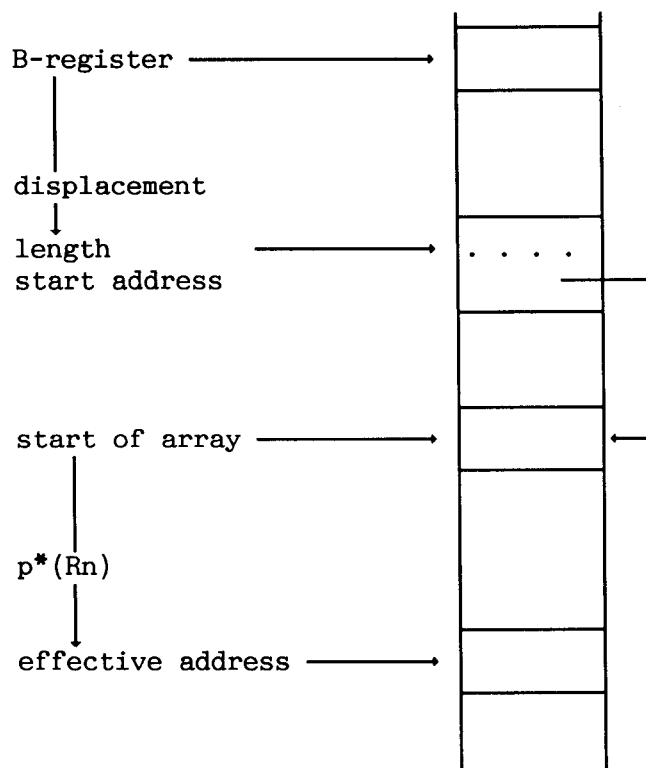 B-register
displacement
length
start address
. . . .
start of array
p*(Rn)
effective address